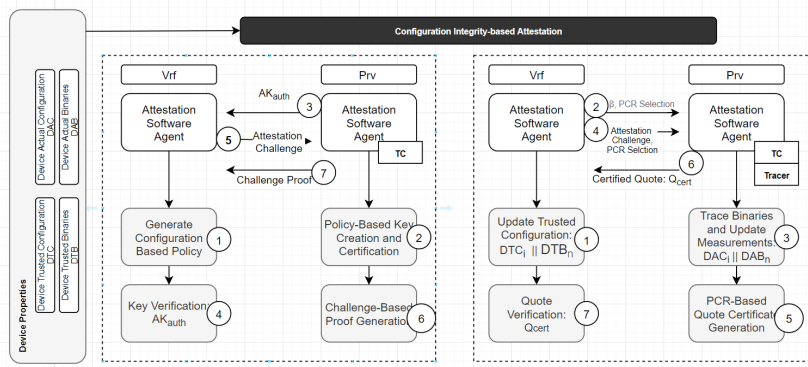 Configuration Integrity-based Attestation
Device Properties
Device Actual Configuration
DAC
Device Actual Binaries
DAB
Device Trusted Configuration
DTC
Device Trusted Binaries
DTB
Vrf
Prv
Attestation
Software
Agent
AKauth
3
5
Attestation
Challenge
7
Challenge Proof
Attestation
Software
Agent
TC
Generate
Configuration
Based Policy
1
Policy-Based Key
Creation and
Certification
2
Key Verification:
AKauth
4
Challenge-Based
Proof Generation
6
Vrf
Prv
Attestation
Software
Agent
2
β, PCR Selection
4
Attestation
Challenge,
PCR Selction
6
Certified Quote: Qcert
Attestation
Software
Agent
TC
Tracer
Update Trusted
Configuration:
DTCi || DTBn
1
Trace Binaries
and Update
Measurements:
DACi || DABn
3
Quote
Verification:
Qcert
7
PCR-Based
Quote Certificate
Generation
5